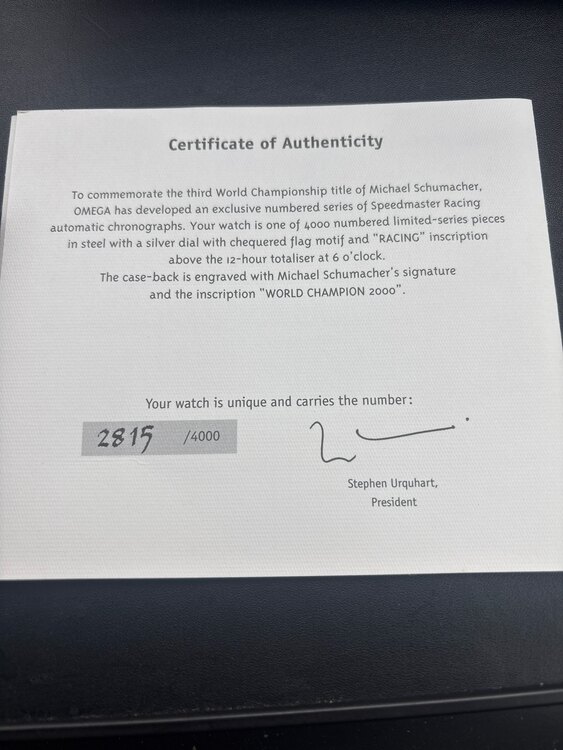 Certificate of Authenticity
To commemorate the third World Championship title of Michael Schumacher,
OMEGA has developed an exclusive numbered series of Speedmaster Racing
automatic chronographs. Your watch is one of 4000 numbered limited-series pieces
in steel with a silver dial with chequered flag motif and "RACING" inscription
above the 12-hour totaliser at 6 o'clock.
The case-back is engraved with Michael Schumacher's signature
and the inscription "WORLD CHAMPION 2000".
Your watch is unique and carries the number:
2815 /4000
Stephen Urquhart,
President